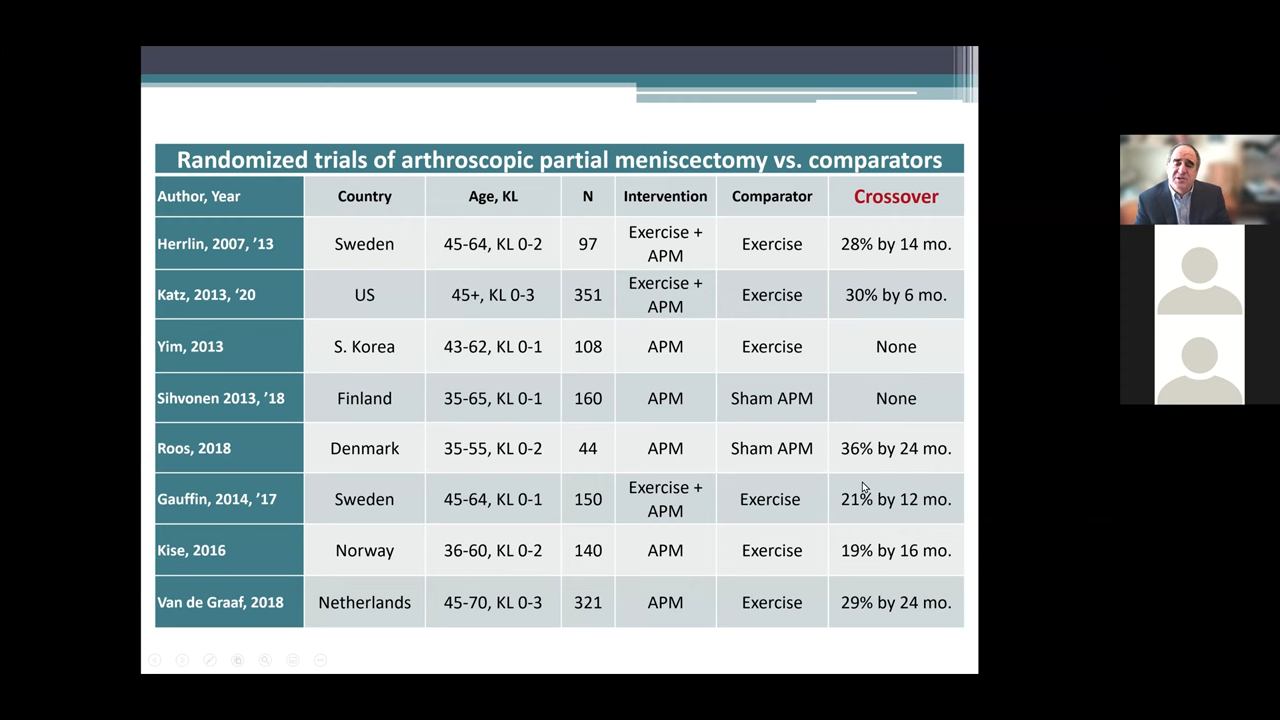 Randomized trials of arthroscopic partial meniscectomy vs. comparators
Author, Year Country Age, KL N Intervention Comparator Crossover
Herrlin, 2007, ’13 Sweden 45-64, KL 0-2 97 Exercise + APM Exercise 28% by 14 mo.
Katz, 2013, ‘20 US 45+, KL 0-3 351 Exercise + APM Exercise 30% by 6 mo.
Yim, 2013 S. Korea 43-62, KL 0-1 108 APM Exercise None
Sihvonen 2013, ’18 Finland 35-65, KL 0-1 160 APM Sham APM None
Roos, 2018 Denmark 35-55, KL 0-2 44 APM Sham APM 36% by 24 mo.
Gauffin, 2014, ’17 Sweden 45-64, KL 0-1 150 Exercise + APM Exercise 21% by 12 mo.
Kise, 2016 Norway 36-60, KL 0-2 140 APM Exercise 19% by 16 mo.
Van de Graaf, 2018 Netherlands 45-70, KL 0-3 321 APM Exercise 29% by 24 mo.